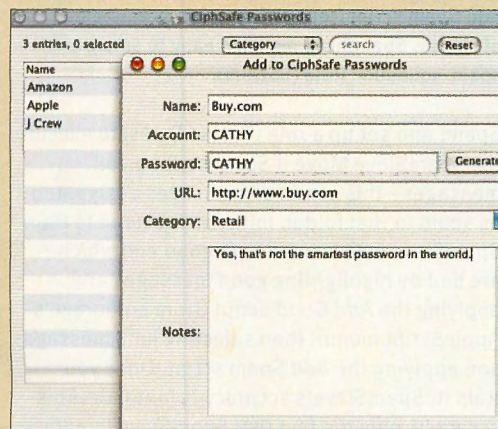 CiphSafe Passwords
3 entries, 0 selected
Category
search
Reset
Name
Amazon
Apple
J Crew
Add to CiphSafe Passwords
Name: Buy.com
Account: CATHY
Password: CATHY
Generate
URL: http://www.buy.com
Category: Retail
Yes, that's not the smartest password in the world.
Notes: